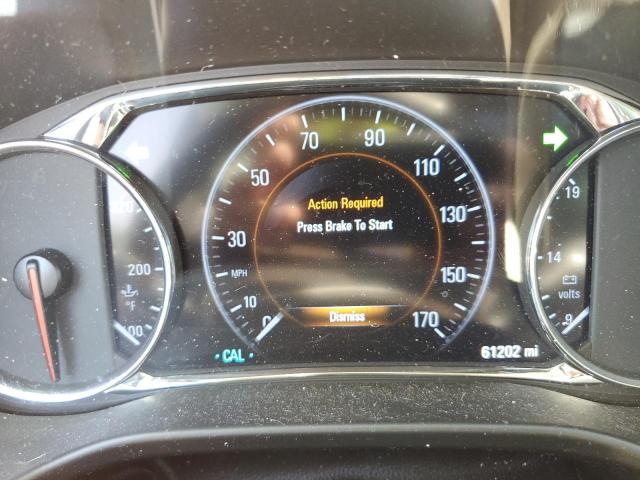 70 90
50 110
Action Required
130
Press Brake To Start
30
MPH
150
10
0 Dismiss 170
CAL
61202 mi
200
°F
100
19
14
volts
9